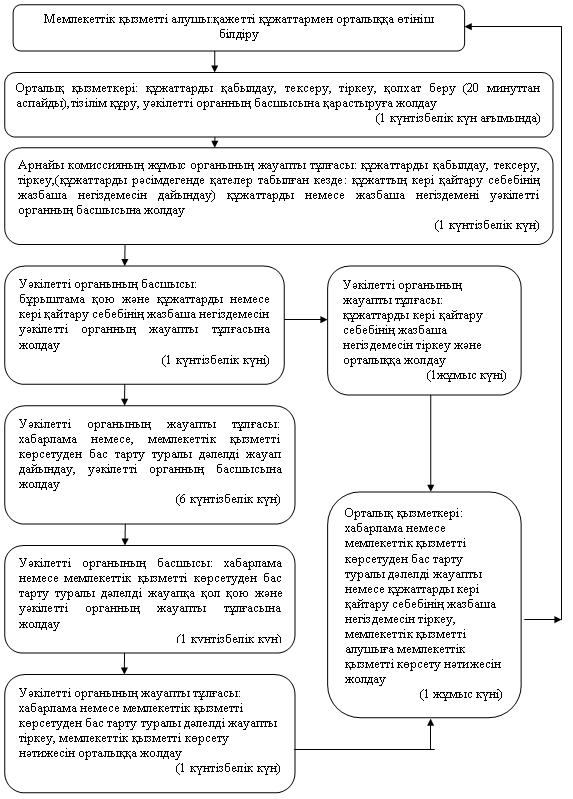 Мемлекеттік қызметті алушы:қажетті құжаттармен орталыққа өтініш
білдіру
Орталық қызметкері: құжаттарды қабылдау, тексеру, тіркеу, қолхат беру (20 минуттан
аспайды),тізілім құру, уәкілетті органның басшысына қарастыруға жолдау
(1 күнтізбелік күн ағымында)
Арнайы комиссияның жұмыс органының жауапты тұлғасы: құжаттарды қабылдау, тексеру,
тіркеу,(құжаттарды рәсімдегенде қателер табылған кезде: құжаттың кері қайтару себебінің
жазбаша негіздемесін дайындау) құжаттарды немесе жазбаша негіздемені уәкілетті
органның басшысына жолдау
(1 күнтізбелік күн)
Уәкілетті органының басшысы:
бұрыштама қою және құжаттарды немесе
кері қайтару себебінің жазбаша негіздемесін
уәкілетті органның жауапты тұлғасына
жолдау
(1 күнтізбелік күні)
Уәкілетті органының
жауапты тұлғасы:
құжаттарды кері қайтару
себебінің жазбаша
негіздемесін тіркеу және
орталыққа жолдау
(1жұмыс күні)
Уәкілетті органының жауапты тұлғасы:
хабарлама немесе, мемлекеттік қызметті
көрсетуден бас тарту туралы дәлелді жауап
дайындау, уәкілетті органның басшысына
жолдау
(6 күнтізбелік күн)
Уәкілетті органының басшысы: хабарлама
немесе мемлекеттік қызметті көрсетуден бас
тарту туралы дәлелді жауапқа қол қою және
уәкілетті органның жауапты тұлғасына
жолдау
(1 күнтізбелік күн)
Уәкілетті органының жауапты тұлғасы:
хабарлама немесе мемлекеттік қызметті
көрсетуден бас тарту туралы дәлелді жауапты
тіркеу, мемлекеттік қызметті көрсету
нәтижесін орталыққа жолдау
(1 күнтізбелік күн)
Орталық қызметкері:
хабарлама немесе
мемлекеттік қызметті
көрсетуден бас тарту
туралы дәлелді жауапты
немесе құжаттарды кері
қайтару себебінің жазбаша
негіздемесін тіркеу,
мемлекеттік қызметті
алушыға мемлекеттік
қызметті көрсету нәтижесін
жолдау
(1 жұмыс күні)